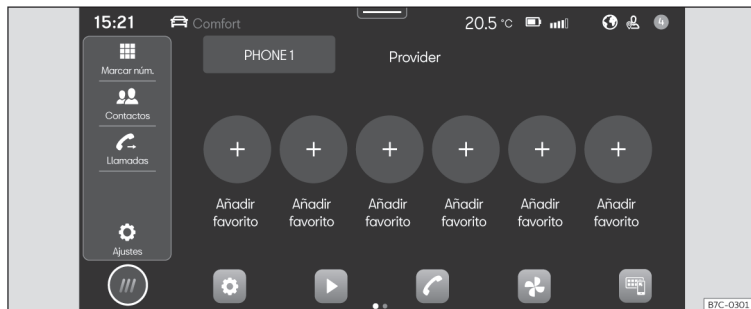 15:21 Comfort 20.5 °C 4
PHONE 1 Provider
Marcar núm.
Contactos
Llamadas
Ajustes
+ + + + + +
Añadir Añadir Añadir Añadir Añadir Añadir
favorito favorito favorito favorito favorito favorito
B7C-0301